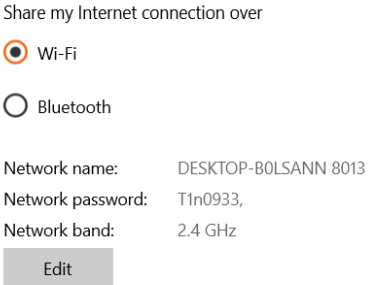 Share my Internet connection over
Wi-Fi
Bluetooth
Network name: DESKTOP-B0LSANN 8013
Network password: T1n0933,
Network band: 2.4 GHz
Edit